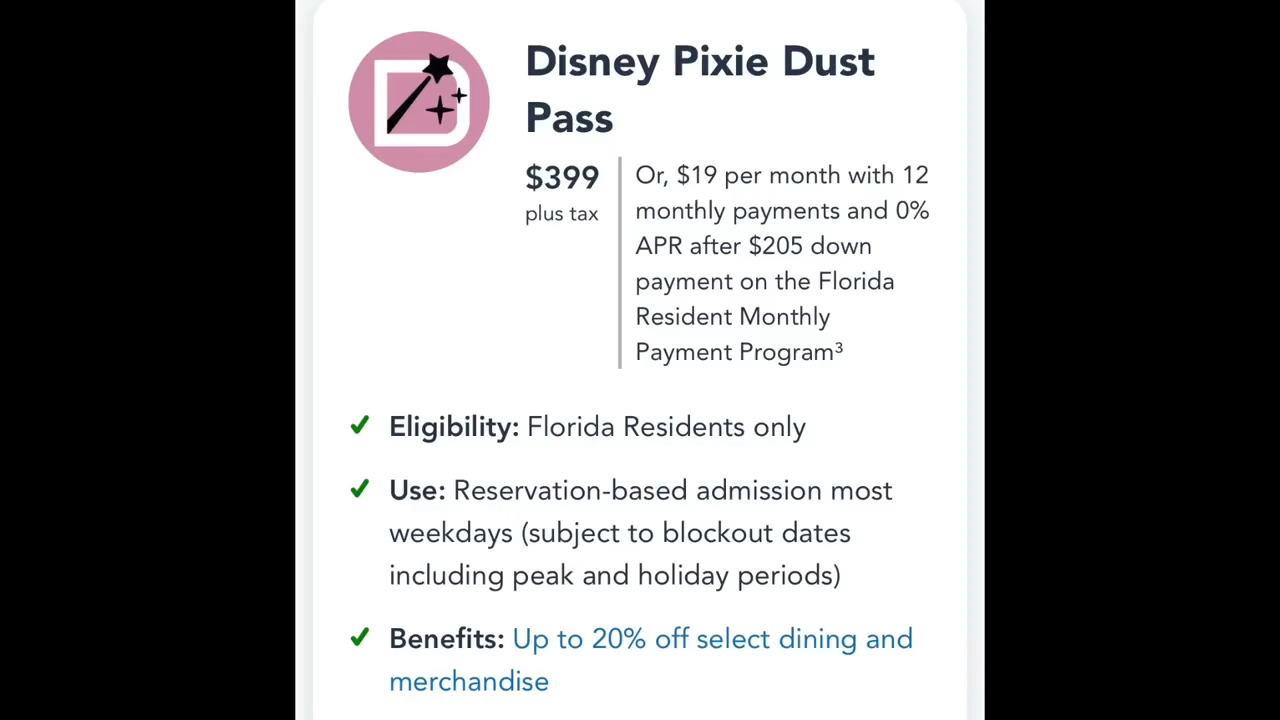 Disney Pixie Dust
Pass
$399
plus tax
Or, $19 per month with 12
monthly payments and 0%
APR after $205 down
payment on the Florida
Resident Monthly
Payment Program³
Eligibility: Florida Residents only
Use: Reservation-based admission most
weekdays (subject to blockout dates
including peak and holiday periods)
Benefits: Up to 20% off select dining and
merchandise